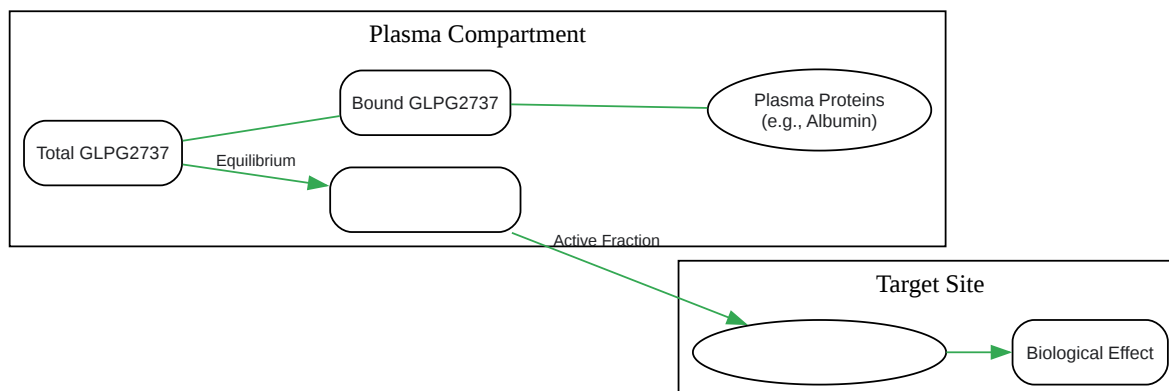 Plasma Compartment
Bound GLPG2737
Plasma Proteins
(e.g., Albumin)
Total GLPG2737
Equilibrium
Active Fraction
Target Site
Biological Effect